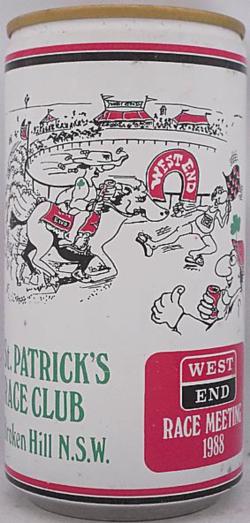 WEST END
St. PATRICK'S
RACE CLUB
Broken Hill N.S.W.
WEST
END
RACE MEETING
1988